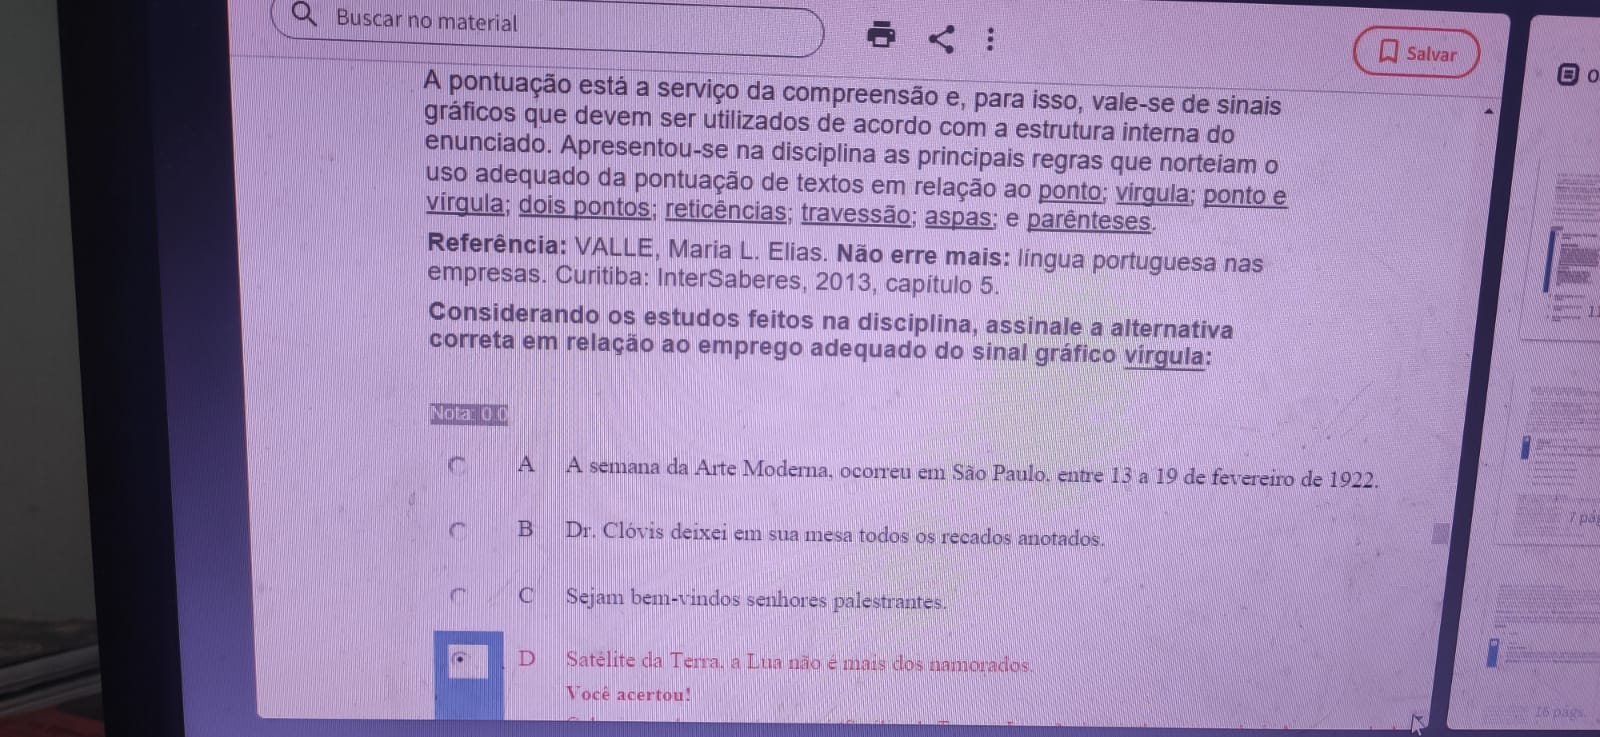 Buscar no material
Salvar
A pontuação está a serviço da compreensão e, para isso, vale-se de sinais
gráficos que devem ser utilizados de acordo com a estrutura interna do
enunciado. Apresentou-se na disciplina as principais regras que norteiam o
uso adequado da pontuação de textos em relação ao ponto; vírgula; ponto e
vírgula; dois pontos; reticências; travessão; aspas; e parênteses.
Referência: VALLE, Maria L. Elias. Não erre mais: língua portuguesa nas
empresas. Curitiba: InterSaberes, 2013, capítulo 5.
Considerando os estudos feitos na disciplina, assinale a alternativa
correta em relação ao emprego adequado do sinal gráfico vírgula:
Nota: 0.0
A A semana da Arte Moderna, ocorreu em São Paulo, entre 13 a 19 de fevereiro de 1922.
B Dr. Clóvis deixei em sua mesa todos os recados anotados.
C Sejam bem-vindos senhores palestrantes.
D Satélite da Terra, a Lua não é mais dos namorados.
Você acertou!
7 pág
16 págs.